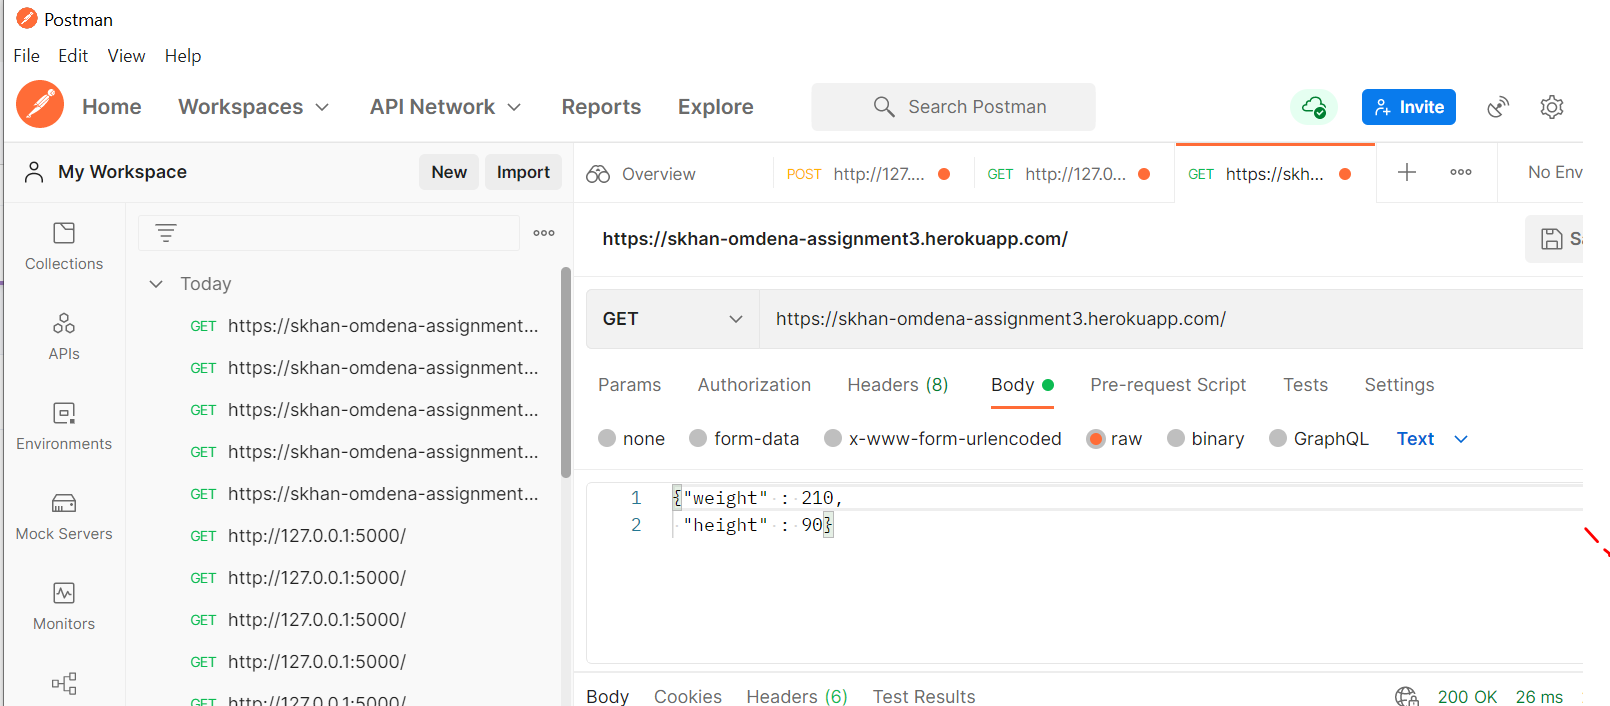 Postman
File Edit View Help
Home Workspaces API Network Reports Explore Search Postman Invite
My Workspace New Import
Overview POST http://127.... GET http://127.0... GET https://skh... No Env
https://skhan-omdena-assignment3.herokuapp.com/
GET https://skhan-omdena-assignment3.herokuapp.com/
Params Authorization Headers (8) Body Pre-request Script Tests Settings
none form-data x-www-form-urlencoded raw binary GraphQL Text
1 {"weight" : 210,
2 "height" : 90}
Collections
APIs
Environments
Mock Servers
Monitors
Today
GET https://skhan-omdena-assignment...
GET https://skhan-omdena-assignment...
GET https://skhan-omdena-assignment...
GET https://skhan-omdena-assignment...
GET https://skhan-omdena-assignment...
GET http://127.0.0.1:5000/
GET http://127.0.0.1:5000/
GET http://127.0.0.1:5000/
GET http://127.0.0.1:5000/
GET http://127.0.0.1:5000/
Body Cookies Headers (6) Test Results 200 OK 26 ms